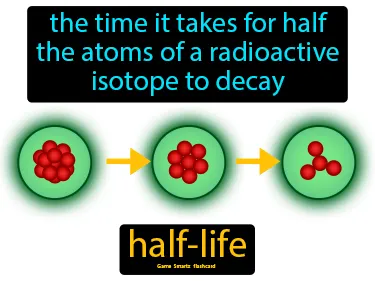 the time it takes for half
the atoms of a radioactive
isotope to decay
half-life
Game Smartz Flashcard